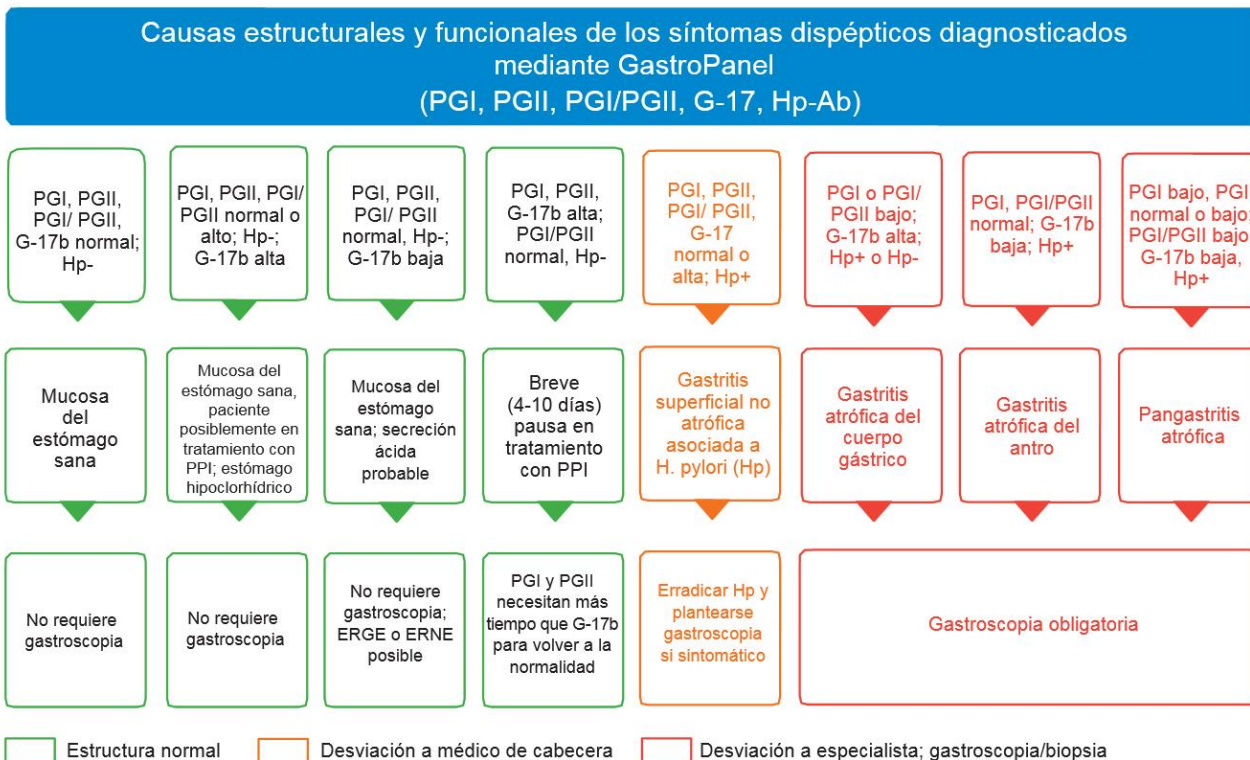 Causas estructurales y funcionales de los síntomas dispépticos diagnosticados
mediante GastroPanel
(PGI, PGII, PGI/PGII, G-17, Hp-Ab)
PGI, PGII,
PGI/ PGII,
G-17b normal;
Hp-
PGI, PGII, PGI/
PGII normal o
alto; Hp-;
G-17b alta
PGI, PGII,
PGI/ PGII
normal, Hp-;
G-17b baja
PGI, PGII,
G-17b alta;
PGI/PGII
normal, Hp-
PGI, PGII,
PGI/ PGII,
G-17
normal o
alta; Hp+
PGI o PGI/
PGII bajo;
G-17b alta;
Hp+ o Hp-
PGI, PGI/PGII
normal; G-17b
baja; Hp+
PGI bajo, PGII
normal o bajo;
PGI/PGII bajo
G-17b baja,
Hp+
Mucosa
del
estómago
sana
Mucosa del
estómago sana,
paciente
posiblemente en
tratamiento con
PPI; estómago
hipoclorhídrico
Mucosa del
estómago
sana; secreción
ácida
probable
Breve
(4-10 días)
pausa en
tratamiento
con PPI
Gastritis
superficial no
atrófica
asociada a
H. pylori (Hp)
Gastritis
atrófica del
cuerpo
gástrico
Gastritis
atrófica del
antro
Pangastritis
atrófica
No requiere
gastroscopia
No requiere
gastroscopia
No requiere
gastroscopia;
ERGE o ERNE
posible
PGI y PGII
necesitan más
tiempo que G-17b
para volver a la
normalidad
Erradicar Hp y
plantearse
gastroscopia
si sintomático
Gastroscopia obligatoria
Estructura normal
Desviación a médico de cabecera
Desviación a especialista; gastroscopia/biopsia